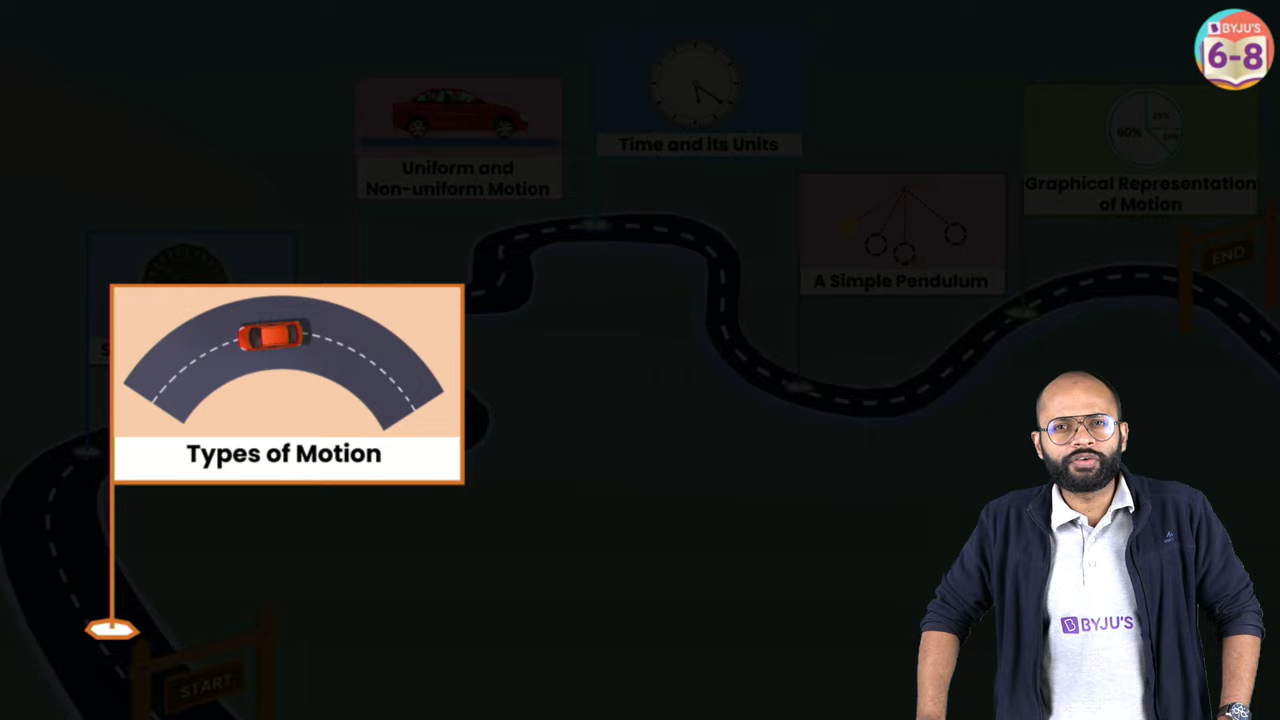 BYJU'S
6-8
Time and its Units
Uniform and
Non-uniform Motion
60%
Graphical Representation
of Motion
A Simple Pendulum
END
Types of Motion
BYJU'S
START